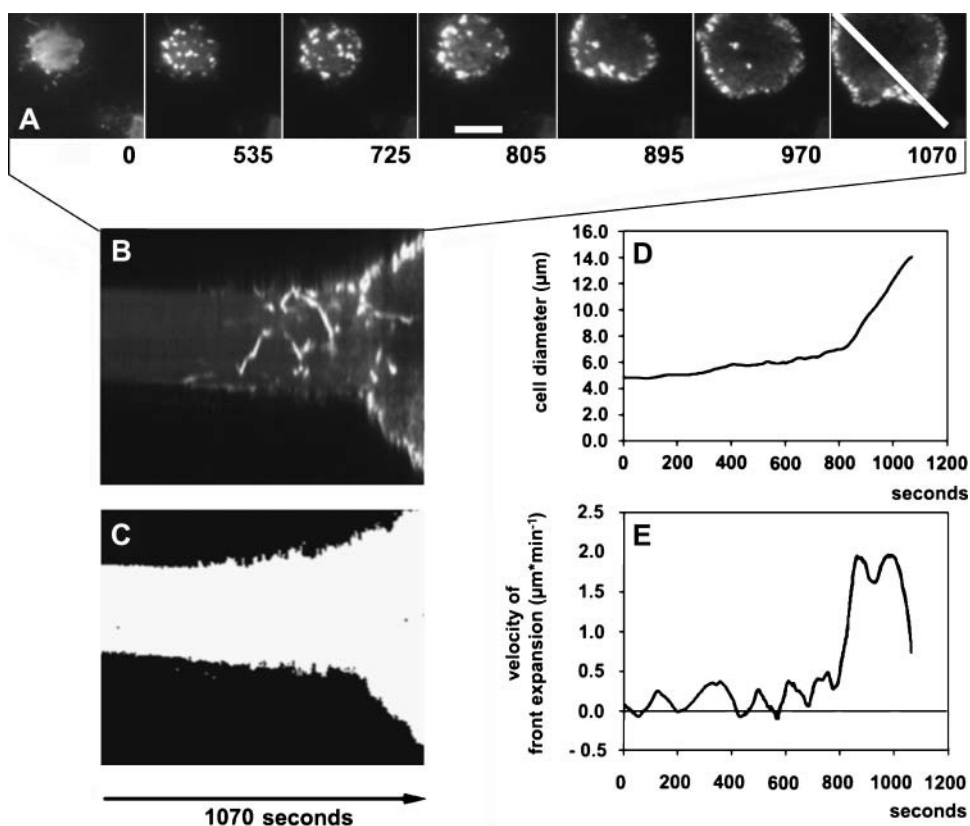 A
0 535 725 805 895 970 1070
B
C
1070 seconds
D
cell diameter (µm)
16.0
14.0
12.0
10.0
8.0
6.0
4.0
2.0
0.0
0 200 400 600 800 1000 1200
seconds
E
velocity of
front expansion (µm*min⁻¹)
2.5
2.0
1.5
1.0
0.5
0.0
- 0.5
0 200 400 600 800 1000 1200
seconds